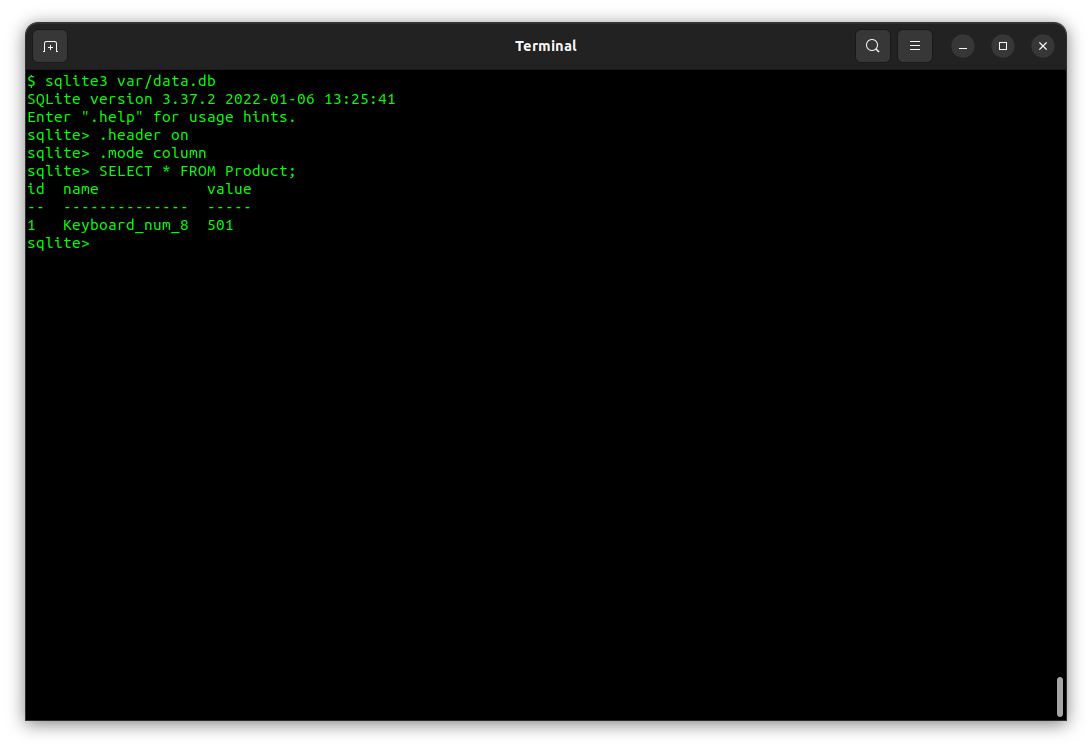 Terminal
$ sqlite3 var/data.db
SQLite version 3.37.2 2022-01-06 13:25:41
Enter ".help" for usage hints.
sqlite> .header on
sqlite> .mode column
sqlite> SELECT * FROM Product;
id  name            value
--  --------------  -----
1   Keyboard_num_8  501
sqlite>